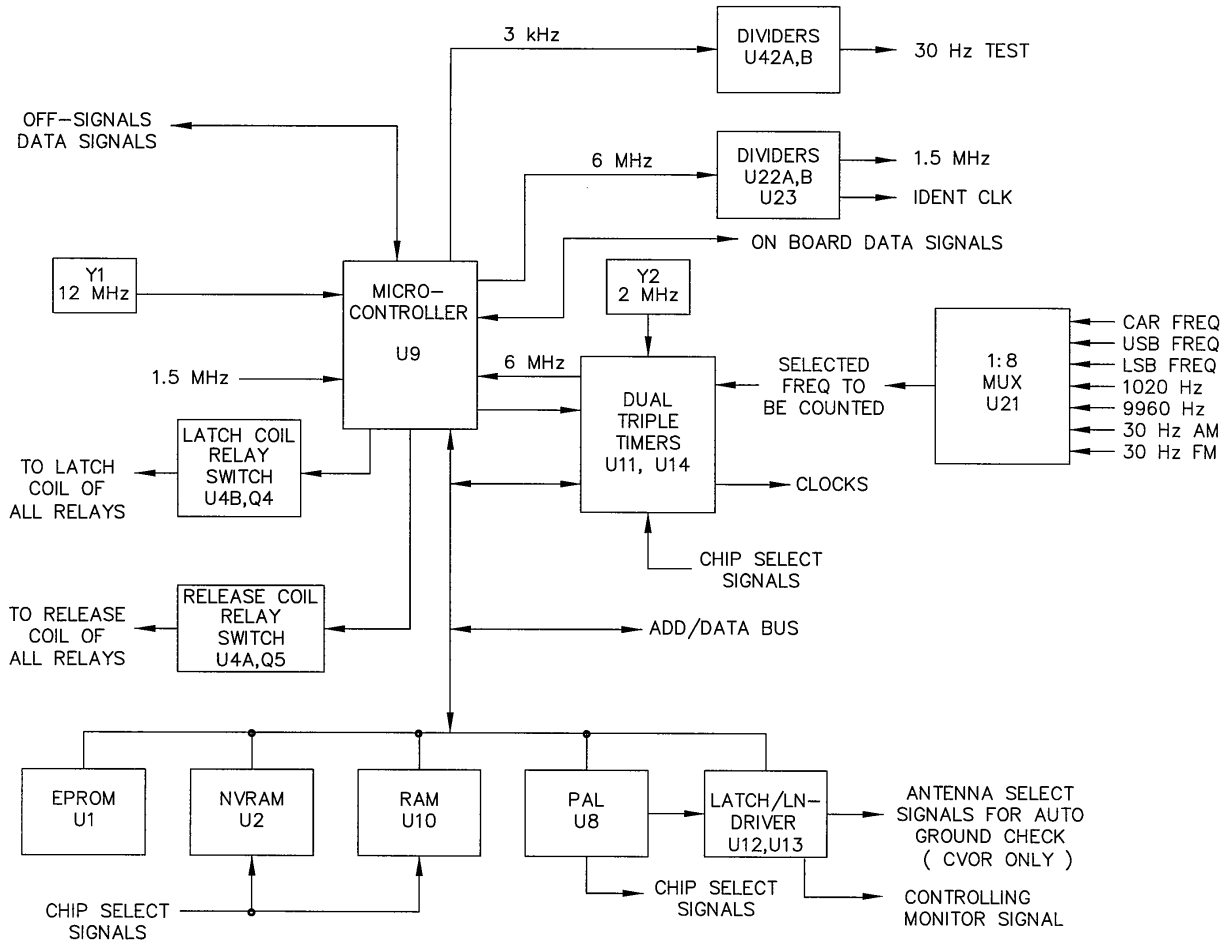 3 kHz
DIVIDERS
U42A,B
30 Hz TEST
OFF-SIGNALS
DATA SIGNALS
6 MHz
DIVIDERS
U22A,B
U23
1.5 MHz
IDENT CLK
ON BOARD DATA SIGNALS
Y1
12 MHz
MICRO-
CONTROLLER
U9
Y2
2 MHz
1.5 MHz
6 MHz
DUAL
TRIPLE
TIMERS
U11, U14
SELECTED
FREQ TO
BE COUNTED
1:8
MUX
U21
CAR FREQ
USB FREQ
LSB FREQ
1020 Hz
9960 Hz
30 Hz AM
30 Hz FM
TO LATCH
COIL OF
ALL RELAYS
LATCH COIL
RELAY
SWITCH
U4B,Q4
CLOCKS
CHIP SELECT
SIGNALS
TO RELEASE
COIL OF
ALL RELAYS
RELEASE COIL
RELAY
SWITCH
U4A,Q5
ADD/DATA BUS
EPROM
U1
NVRAM
U2
RAM
U10
PAL
U8
LATCH/LN-
DRIVER
U12,U13
ANTENNA SELECT
SIGNALS FOR AUTO
GROUND CHECK
( CVOR ONLY )
CHIP SELECT
SIGNALS
CHIP SELECT
SIGNALS
CONTROLLING
MONITOR SIGNAL